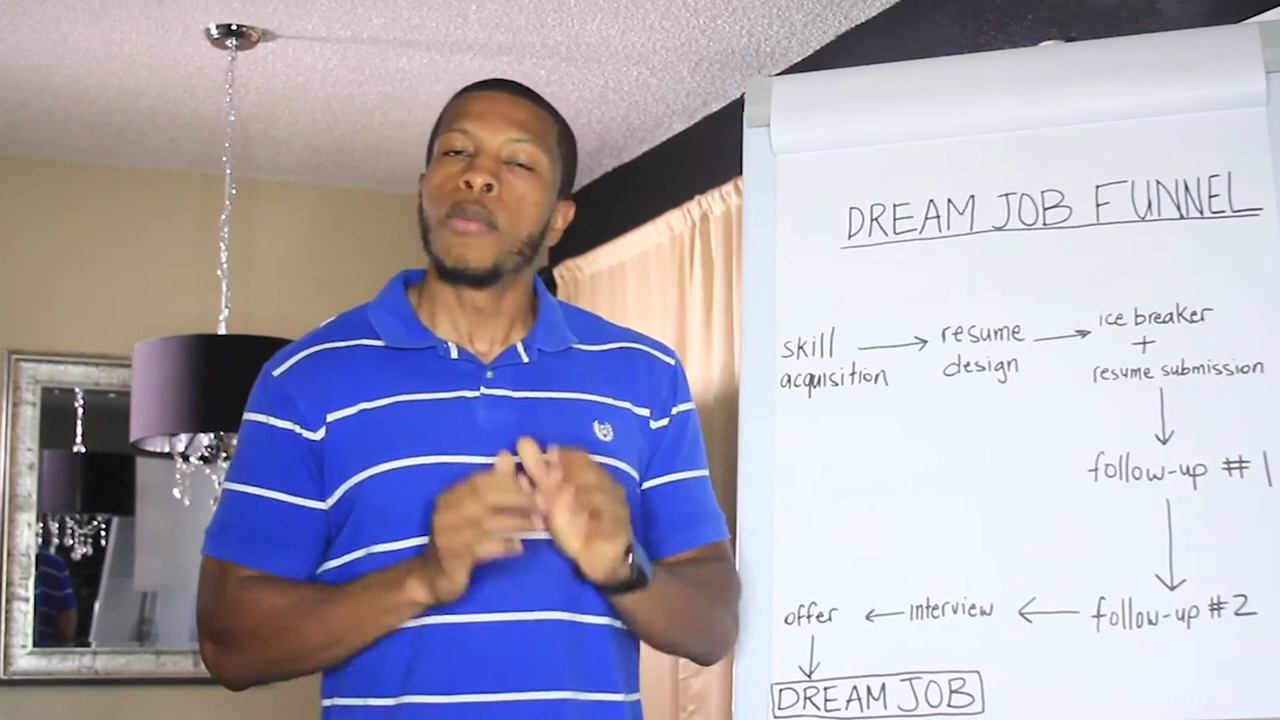 DREAM JOB FUNNEL
skill acquisition
resume design
ice breaker
+
resume submission
follow-up #1
follow-up #2
interview
offer
DREAM JOB